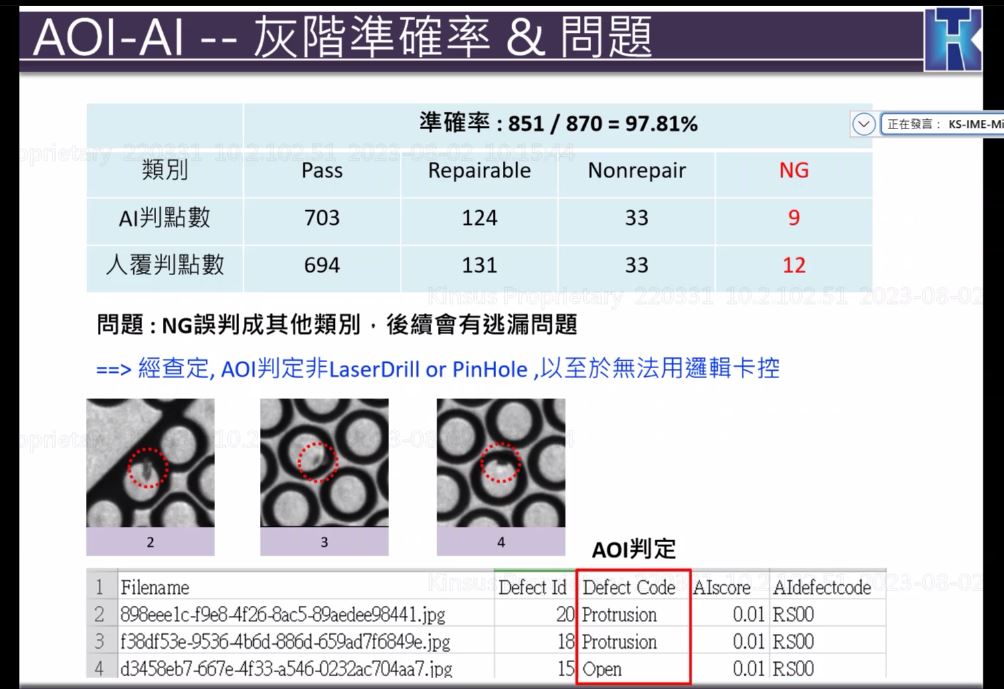 AOI-AI -- 灰階準確率 & 問題
準確率 : 851 / 870 = 97.81%
正在發言： KS-IME-Mi
類別 Pass Repairable Nonrepair NG
AI判點數 703 124 33 9
人覆判點數 694 131 33 12
Kinsus Proprietary 220331 10.2.102.51 2023-08-02
問題 : NG誤判成其他類別，後續會有逃漏問題
==> 經查定, AOI判定非LaserDrill or PinHole ,以至於無法用邏輯卡控
2 3 4
AOI判定
1 Filename Defect Id Defect Code AIscore AIdefectcode
2 898eee1c-f9e8-4f26-8ac5-89aedee98441.jpg 20 Protrusion 0.01 RS00
3 f38df53e-9536-4b6d-886d-659ad7f6849e.jpg 18 Protrusion 0.01 RS00
4 d3458eb7-667e-4f33-a546-0232ac704aa7.jpg 15 Open 0.01 RS00